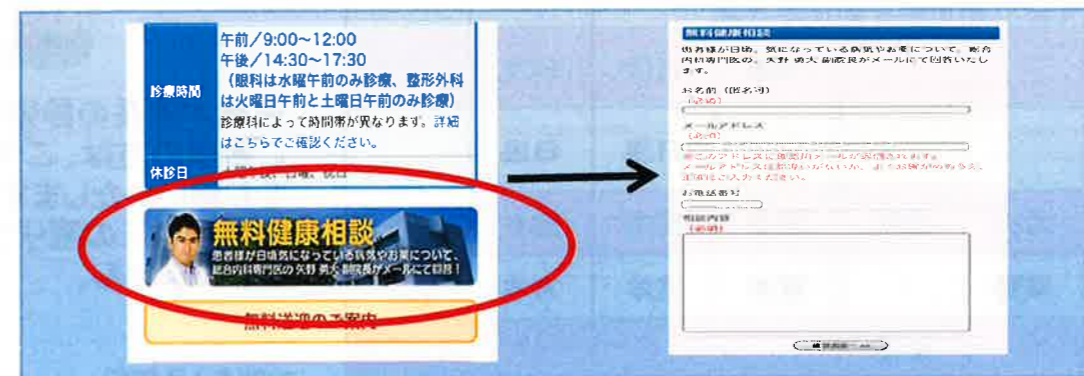 診療時間
午前/9:00〜12:00
午後/14:30〜17:30
(眼科は水曜午前のみ診療、整形外科
は火曜日午前と土曜日午前のみ診療)
診療科によって時間帯が異なります。詳細
はこちらでご確認ください。
休診日
土曜午後、日曜、祝日
無料健康相談
患者様が日頃気になっている病気やお薬について、
総合内科専門医の 矢野 勇大 副院長がメールにて回答!
無料送迎のご案内
無料健康相談
患者様が日頃、気になっている病気やお薬について、総合
内科専門医の、矢野 勇大 副院長がメールにて回答いたし
ます。
お名前(匿名可)
(必須)
メールアドレス
(必須)
お電話番号
相談内容
(必須)